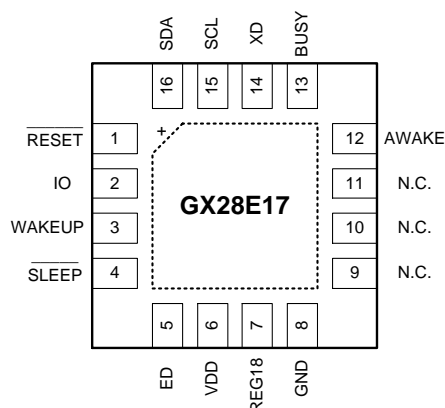 SDA
SCL
XD
BUSY
16
15
14
13
RESET
1
+
12
AWAKE
IO
2
GX28E17
11
N.C.
WAKEUP
3
10
N.C.
SLEEP
4
9
N.C.
5
6
7
8
ED
VDD
REG18
GND